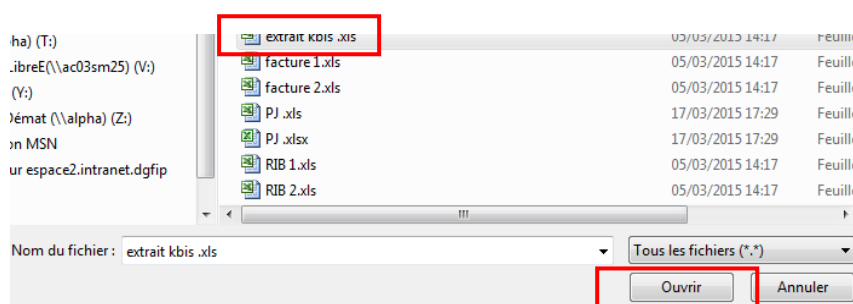 ha) (T:)
LibreE(\\ac03sm25) (V:)
(Y:)
Démat (\\alpha) (Z:)
on MSN
ur espace2.intranet.dgfip
extrait kbis .xls 05/03/2015 14:17 Feuill
facture 1.xls 05/03/2015 14:17 Feuill
facture 2.xls 05/03/2015 14:17 Feuill
PJ .xls 17/03/2015 17:29 Feuill
PJ .xlsx 17/03/2015 17:29 Feuill
RIB 1.xls 05/03/2015 14:17 Feuill
RIB 2.xls 05/03/2015 14:17 Feuill
Nom du fichier : extrait kbis .xls Tous les fichiers (*.*)
Ouvrir Annuler